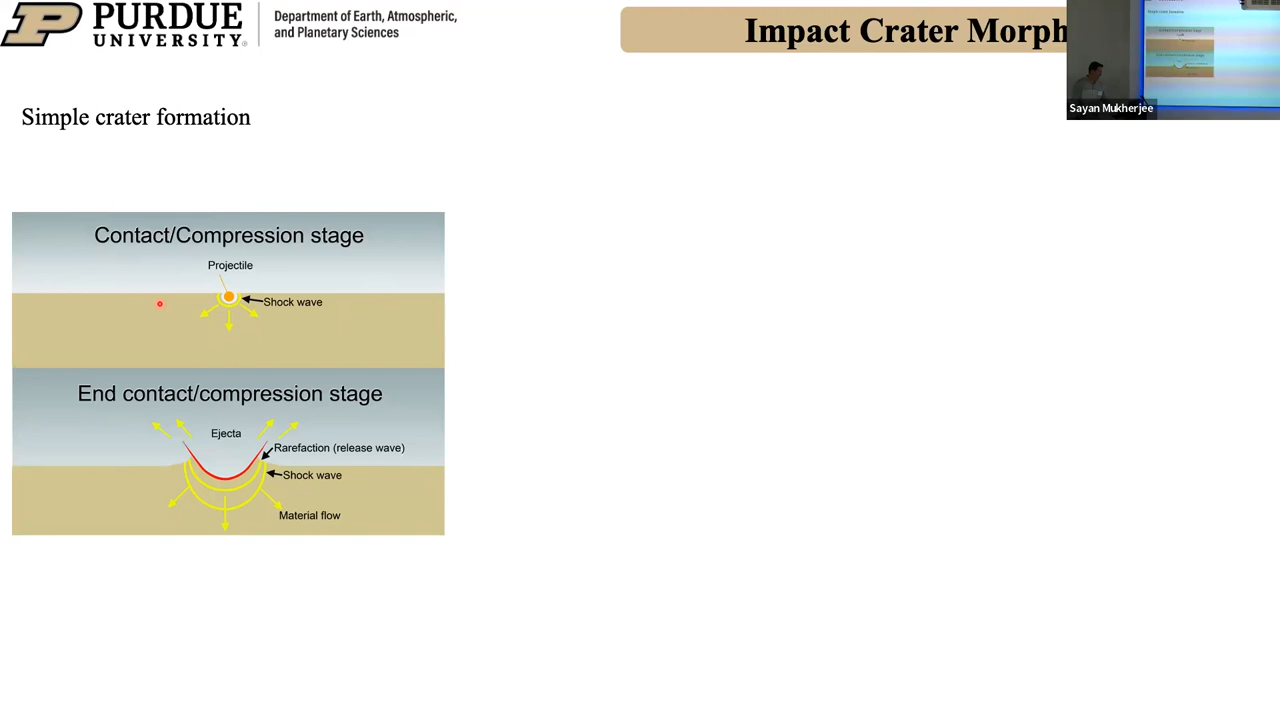 PURDUE
UNIVERSITY®
Department of Earth, Atmospheric,
and Planetary Sciences
Impact Crater Morph
Sayan Mukherjee
Simple crater formation
Contact/Compression stage
Projectile
Shock wave
End contact/compression stage
Ejecta
Rarefaction (release wave)
Shock wave
Material flow